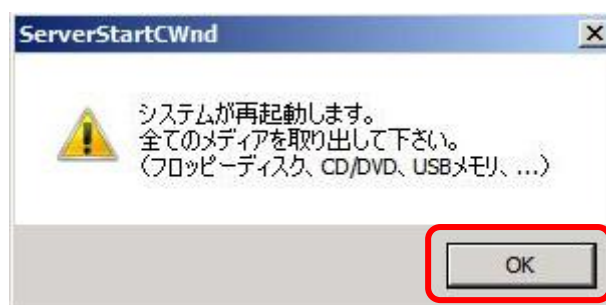 ServerStartCWnd
システムが再起動します。
全てのメディアを取り出して下さい。
（フロッピーディスク、CD/DVD、USBメモリ、...）
OK